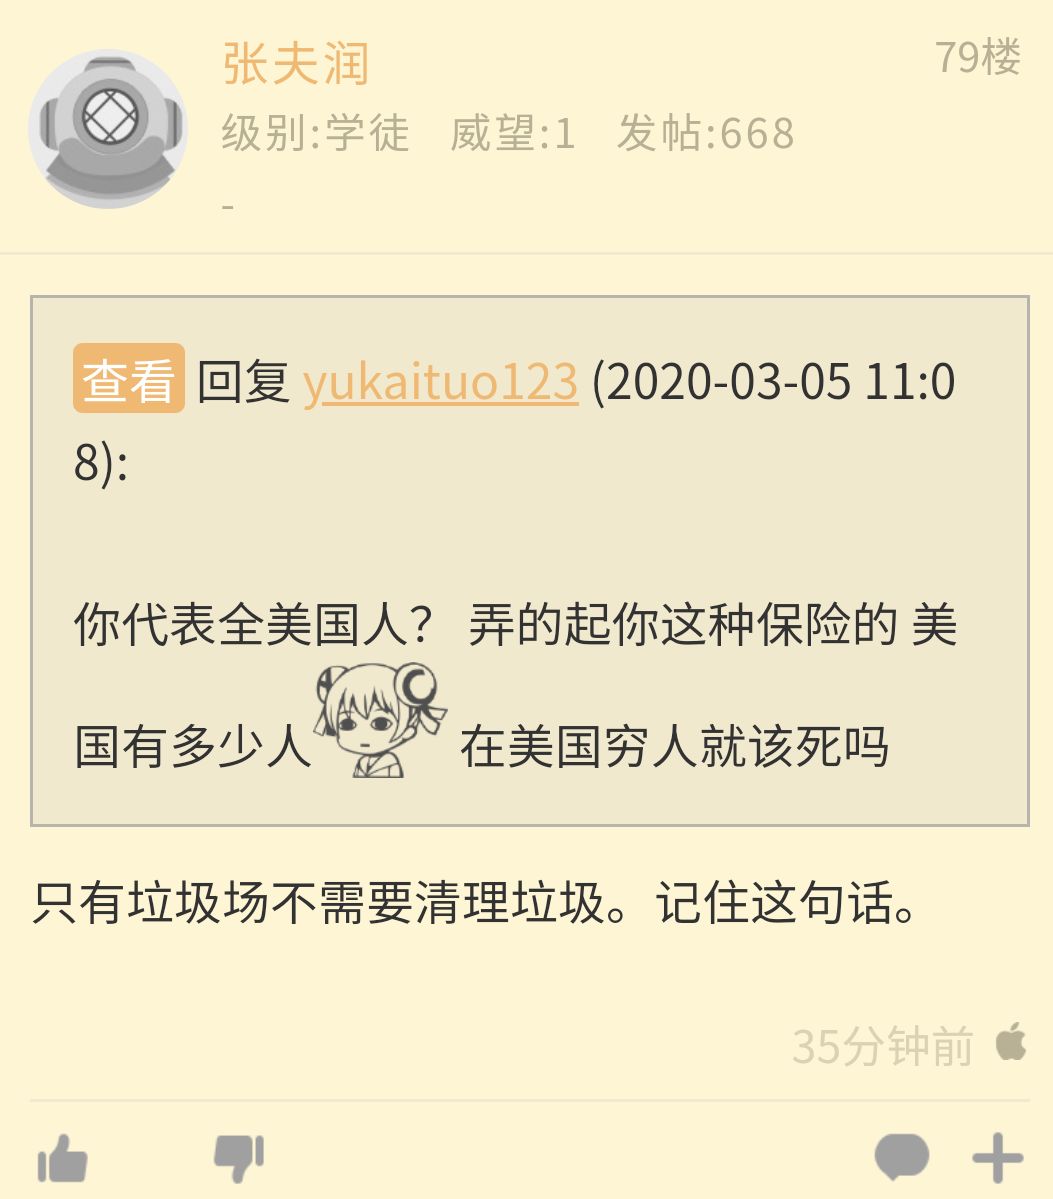 张夫润
79楼
级别:学徒 威望:1 发帖:668
-
查看 回复 yukaituo123 (2020-03-05 11:0
8):
你代表全美国人? 弄的起你这种保险的 美
国有多少人 在美国穷人就该死吗
只有垃圾场不需要清理垃圾。记住这句话。
35分钟前